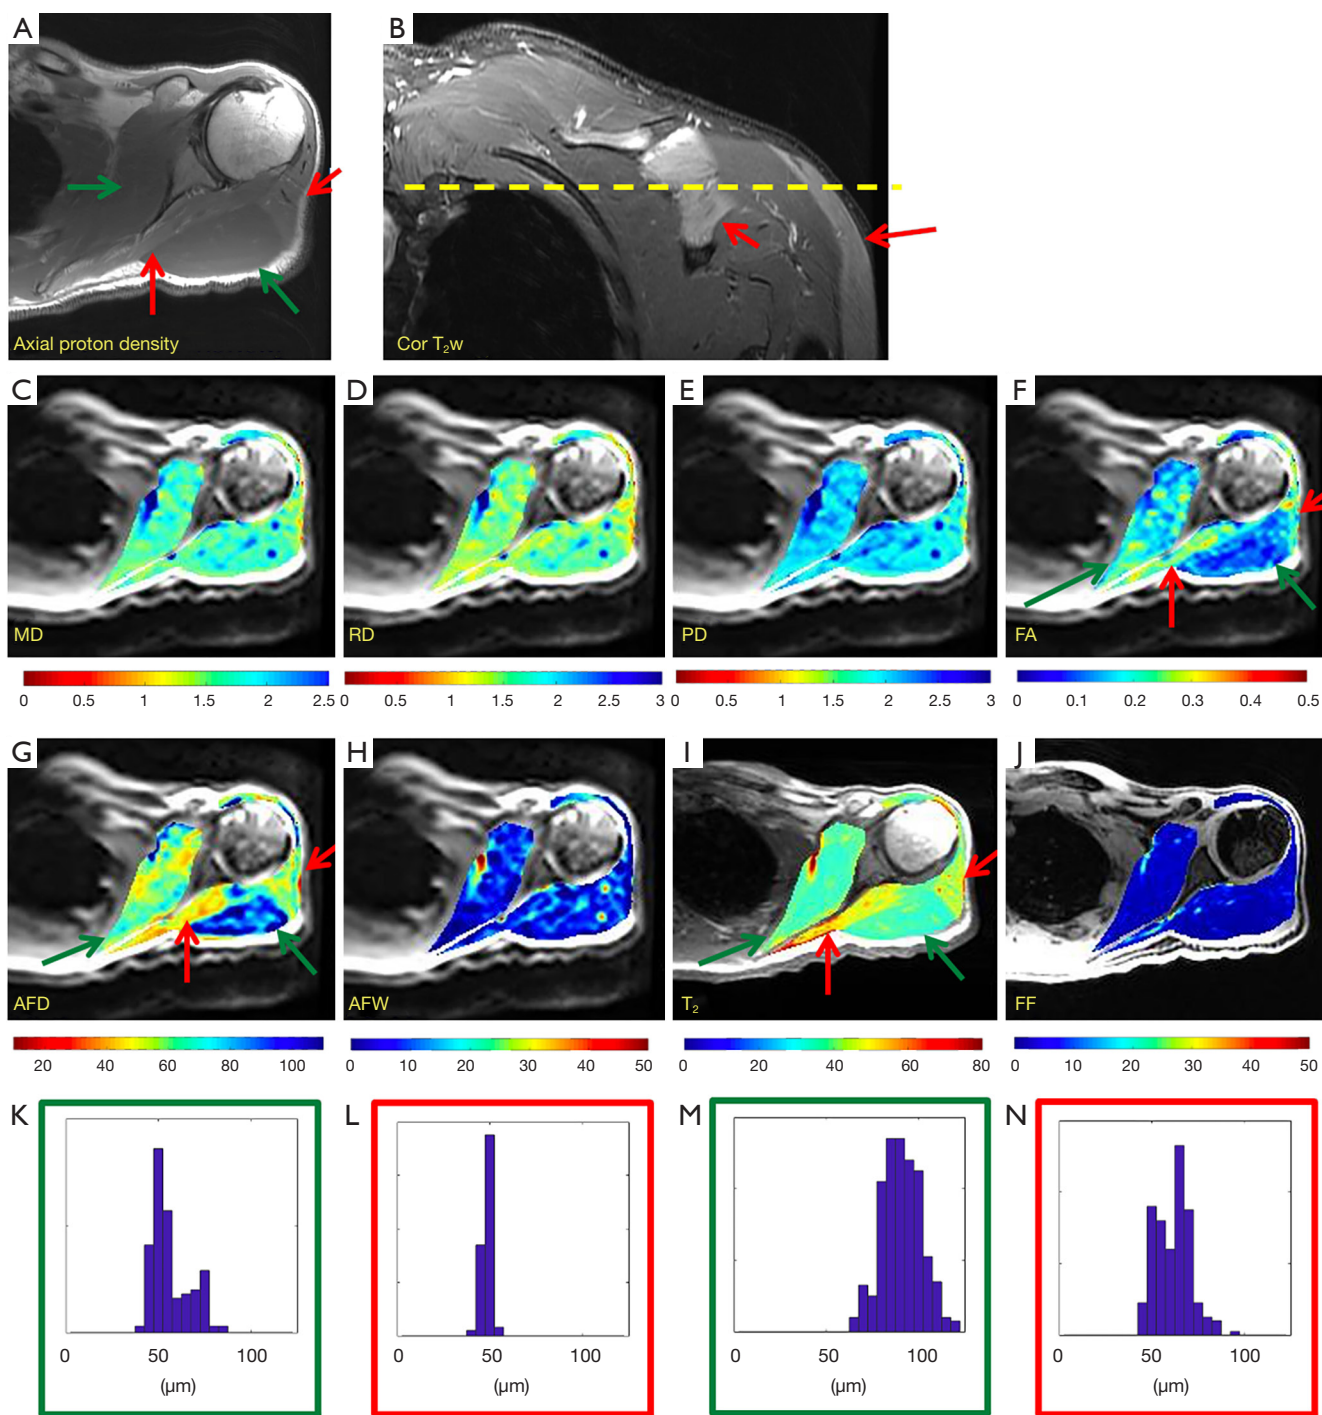 A
B
Axial proton density
Cor T₂w
C
D
E
F
MD
RD
PD
FA
0 0.5 1 1.5 2 2.5
0 0.5 1 1.5 2 2.5 3
0 0.5 1 1.5 2 2.5 3
0 0.1 0.2 0.3 0.4 0.5
G
H
I
J
AFD
AFW
T₂
FF
20 40 60 80 100
0 10 20 30 40 50
0 20 40 60 80
0 10 20 30 40 50
K
L
M
N
0 50 100
0 50 100
0 50 100
0 50 100
(µm)
(µm)
(µm)
(µm)